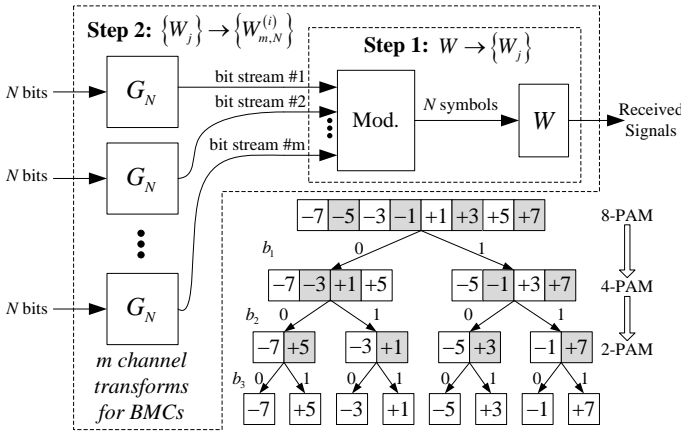 Step 2: {W_j} → {W_{m,N}^{(i)}}
Step 1: W → {W_j}
N bits
G_N
bit stream #1
bit stream #2
Mod.
N symbols
W
Received
Signals
N bits
G_N
bit stream #m
N bits
G_N
m channel
transforms
for BMCs
−7 −5 −3 −1 +1 +3 +5 +7
8-PAM
b_1 0 1
−7 −3 +1 +5
−5 −1 +3 +7
4-PAM
b_2 0 1 0 1
−7 +5
−3 +1
−5 +3
−1 +7
2-PAM
b_3 0 1 0 1 0 1 0 1
−7 +5 −3 +1 −5 +3 −1 +7